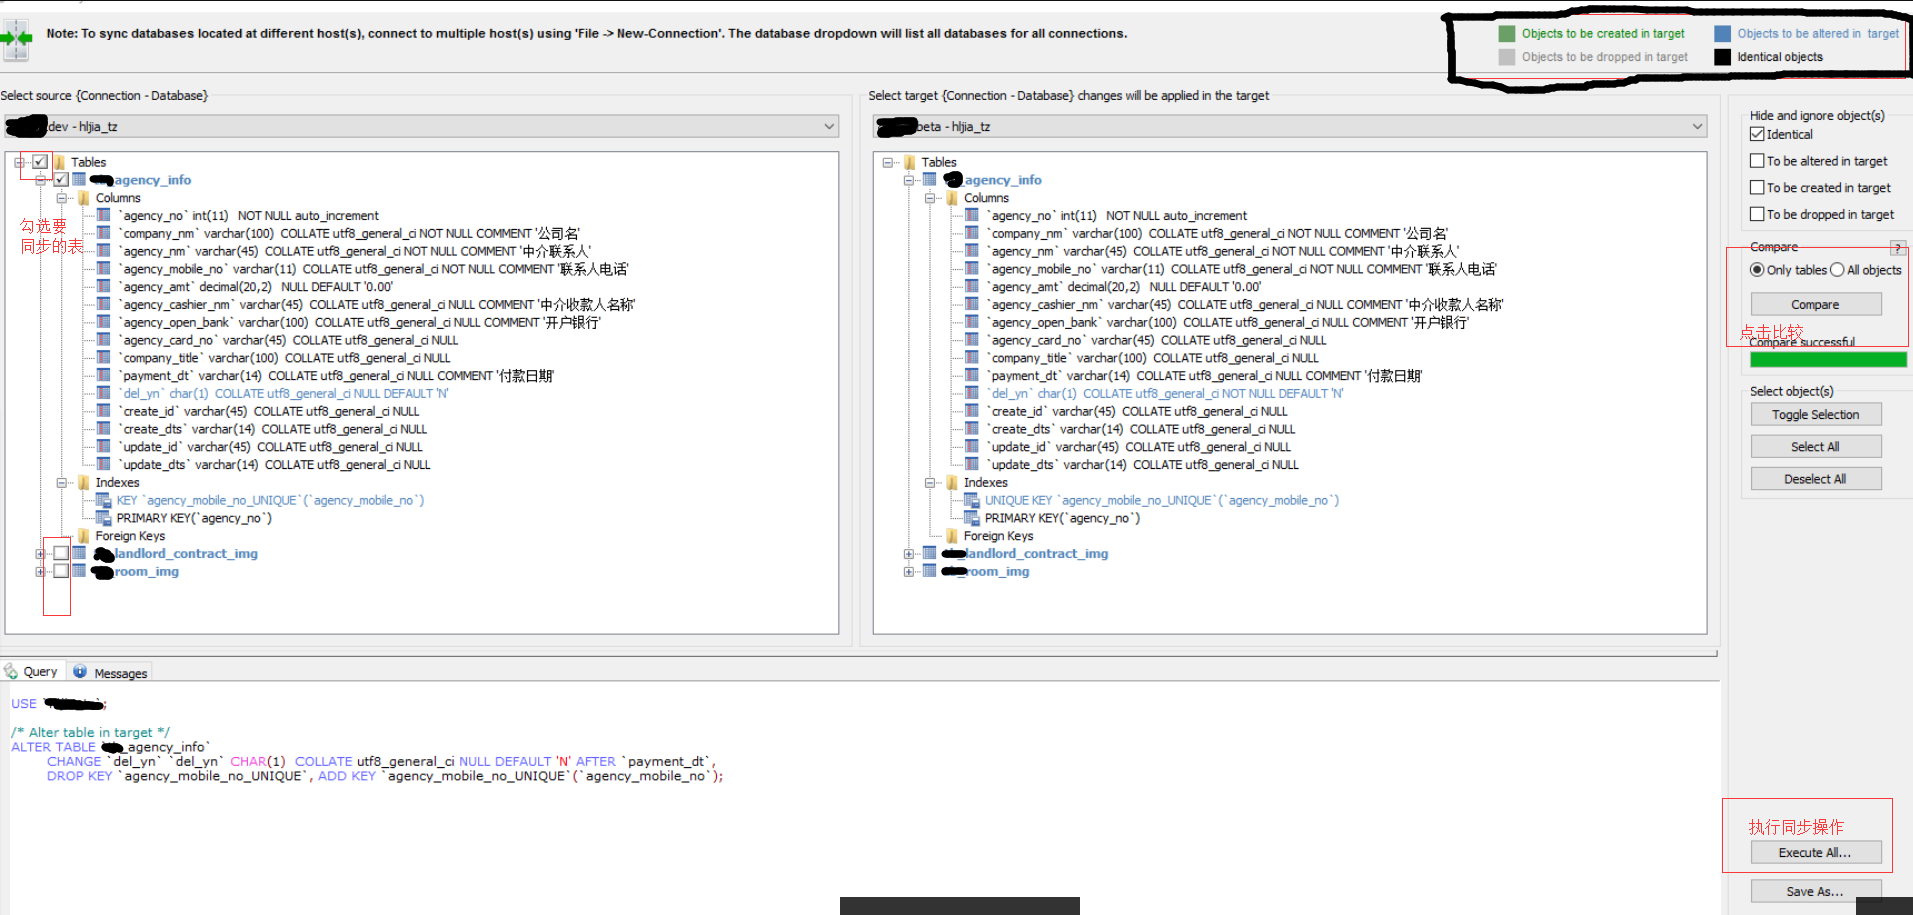 Note: To sync databases located at different host(s), connect to multiple host(s) using 'File -> New-Connection'. The database dropdown will list all databases for all connections.
Objects to be created in target
Objects to be altered in target
Objects to be dropped in target
Identical objects
Select source {Connection - Database}
dev - hljia_tz
Tables
agency_info
Columns
`agency_no` int(11) NOT NULL auto_increment
`company_nm` varchar(100) COLLATE utf8_general_ci NOT NULL COMMENT '公司名'
`agency_nm` varchar(45) COLLATE utf8_general_ci NOT NULL COMMENT '中介联系人'
`agency_mobile_no` varchar(11) COLLATE utf8_general_ci NOT NULL COMMENT '联系人电话'
`agency_amt` decimal(20,2) NULL DEFAULT '0.00'
`agency_cashier_nm` varchar(45) COLLATE utf8_general_ci NULL COMMENT '中介收款人名称'
`agency_open_bank` varchar(100) COLLATE utf8_general_ci NULL COMMENT '开户银行'
`agency_card_no` varchar(45) COLLATE utf8_general_ci NULL
`company_title` varchar(100) COLLATE utf8_general_ci NULL
`payment_dt` varchar(14) COLLATE utf8_general_ci NULL COMMENT '付款日期'
`del_yn` char(1) COLLATE utf8_general_ci NULL DEFAULT 'N'
`create_id` varchar(45) COLLATE utf8_general_ci NULL
`create_dts` varchar(14) COLLATE utf8_general_ci NULL
`update_id` varchar(45) COLLATE utf8_general_ci NULL
`update_dts` varchar(14) COLLATE utf8_general_ci NULL
Indexes
KEY `agency_mobile_no_UNIQUE`(`agency_mobile_no`)
PRIMARY KEY(`agency_no`)
Foreign Keys
landlord_contract_img
room_img
勾选要
同步的表
Select target {Connection - Database} changes will be applied in the target
beta - hljia_tz
Tables
_agency_info
Columns
`agency_no` int(11) NOT NULL auto_increment
`company_nm` varchar(100) COLLATE utf8_general_ci NOT NULL COMMENT '公司名'
`agency_nm` varchar(45) COLLATE utf8_general_ci NOT NULL COMMENT '中介联系人'
`agency_mobile_no` varchar(11) COLLATE utf8_general_ci NOT NULL COMMENT '联系人电话'
`agency_amt` decimal(20,2) NULL DEFAULT '0.00'
`agency_cashier_nm` varchar(45) COLLATE utf8_general_ci NULL COMMENT '中介收款人名称'
`agency_open_bank` varchar(100) COLLATE utf8_general_ci NULL COMMENT '开户银行'
`agency_card_no` varchar(45) COLLATE utf8_general_ci NULL
`company_title` varchar(100) COLLATE utf8_general_ci NULL
`payment_dt` varchar(14) COLLATE utf8_general_ci NULL COMMENT '付款日期'
`del_yn` char(1) COLLATE utf8_general_ci NOT NULL DEFAULT 'N'
`create_id` varchar(45) COLLATE utf8_general_ci NULL
`create_dts` varchar(14) COLLATE utf8_general_ci NULL
`update_id` varchar(45) COLLATE utf8_general_ci NULL
`update_dts` varchar(14) COLLATE utf8_general_ci NULL
Indexes
UNIQUE KEY `agency_mobile_no_UNIQUE`(`agency_mobile_no`)
PRIMARY KEY(`agency_no`)
Foreign Keys
landlord_contract_img
room_img
Hide and ignore object(s)
Identical
To be altered in target
To be created in target
To be dropped in target
Compare
?
Only tables
All objects
Compare
点击比较
Compare successful
Select object(s)
Toggle Selection
Select All
Deselect All
执行同步操作
Execute All...
Save As...
Query
Messages
USE `
`;
/* Alter table in target */
ALTER TABLE `
_agency_info`
CHANGE `del_yn` `del_yn` CHAR(1) COLLATE utf8_general_ci NULL DEFAULT 'N' AFTER `payment_dt`,
DROP KEY `agency_mobile_no_UNIQUE`, ADD KEY `agency_mobile_no_UNIQUE`(`agency_mobile_no`);